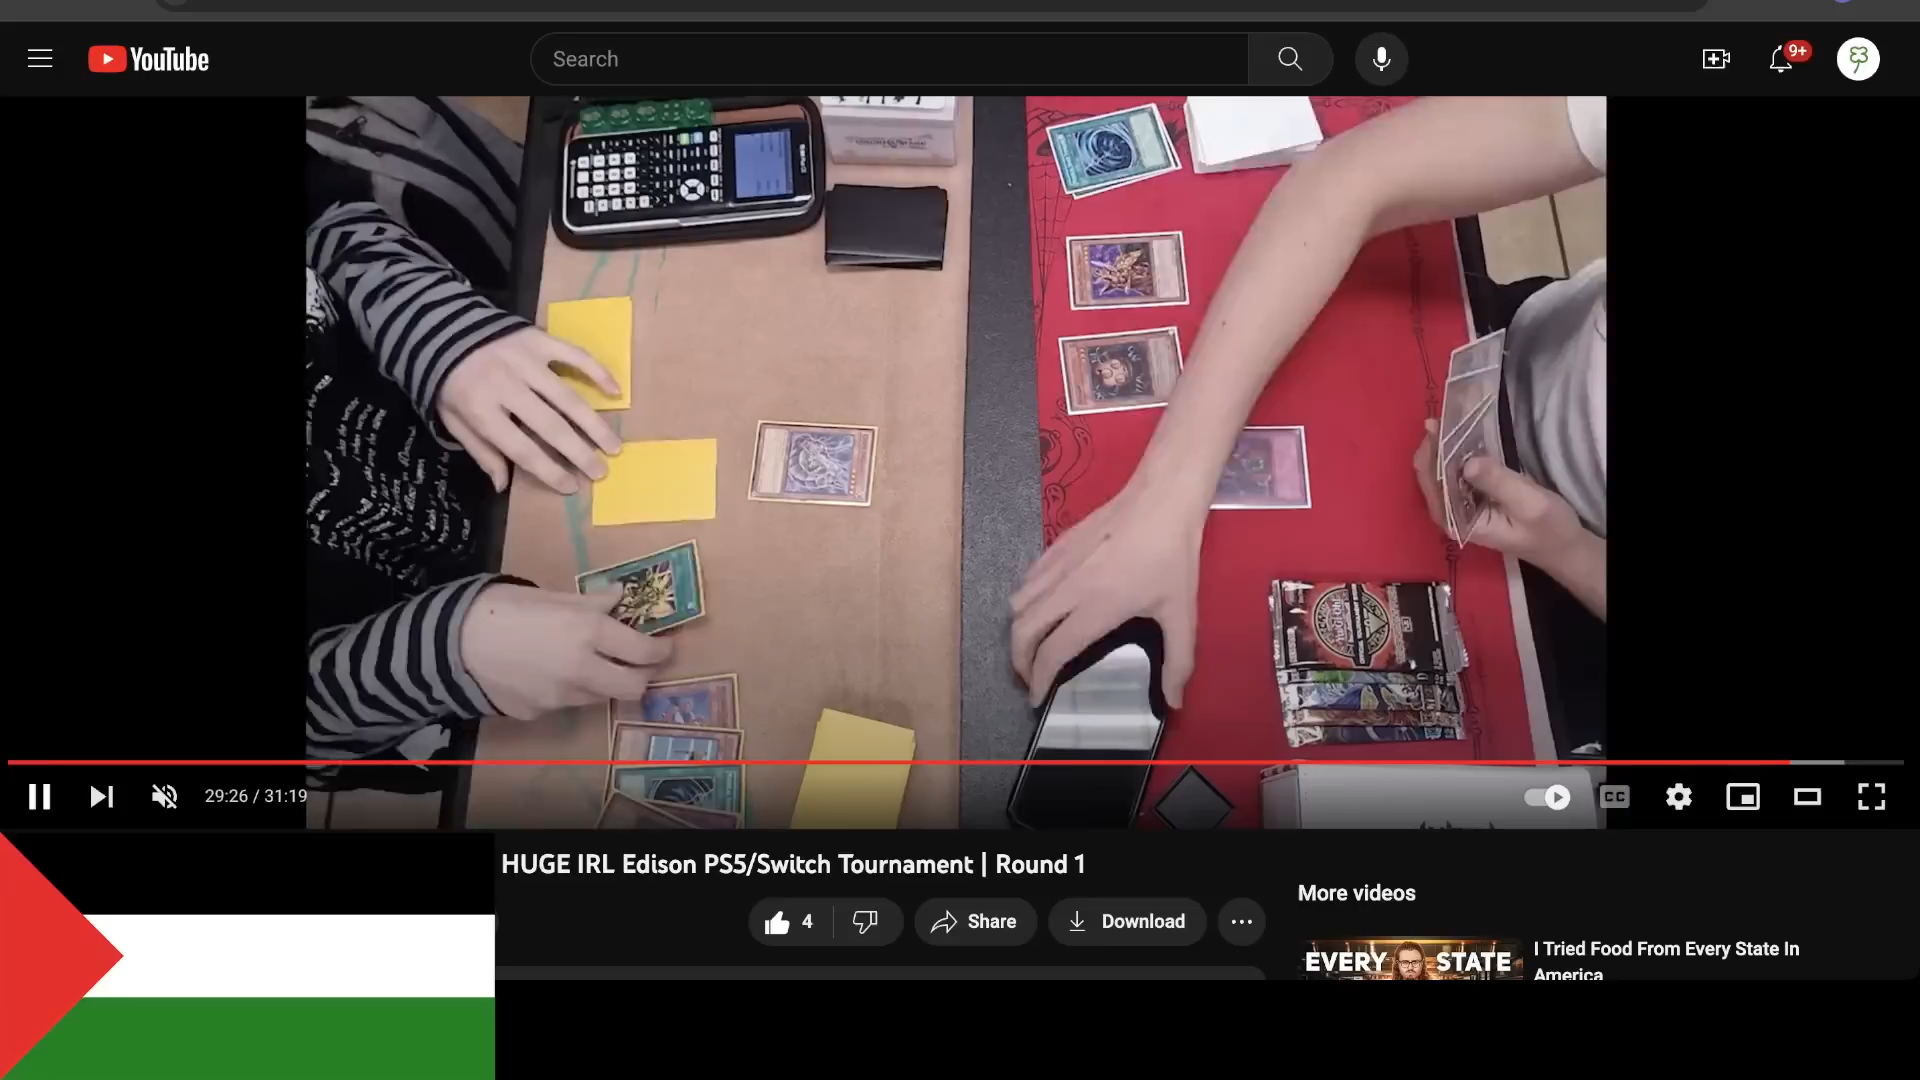 YouTube
Search
9+
29:26 / 31:19
CC
HUGE IRL Edison PS5/Switch Tournament | Round 1
4
Share
Download
More videos
EVERY STATE
I Tried Food From Every State In
America